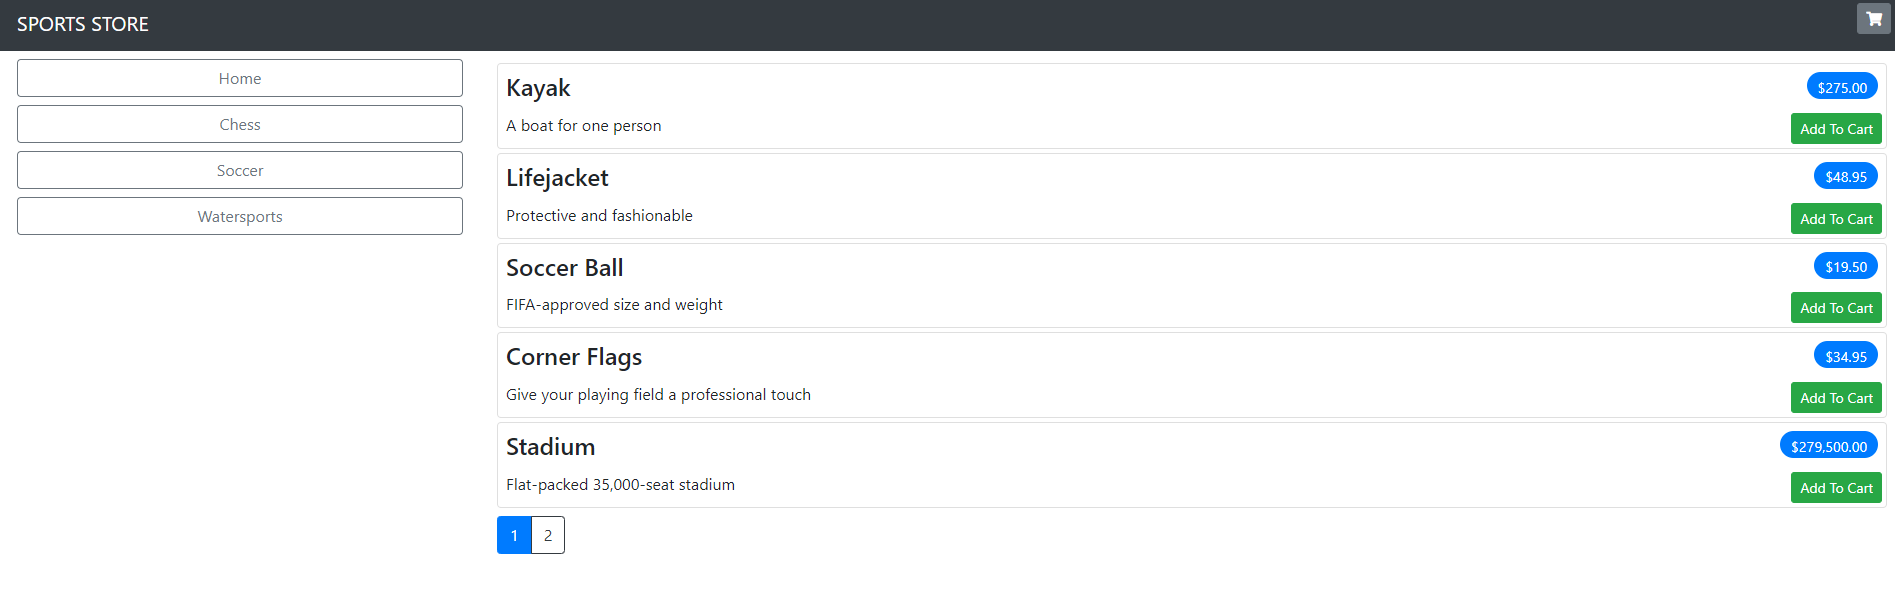 SPORTS STORE
Home
Chess
Soccer
Watersports
Kayak
$275.00
A boat for one person
Add To Cart
Lifejacket
$48.95
Protective and fashionable
Add To Cart
Soccer Ball
$19.50
FIFA-approved size and weight
Add To Cart
Corner Flags
$34.95
Give your playing field a professional touch
Add To Cart
Stadium
$279,500.00
Flat-packed 35,000-seat stadium
Add To Cart
1 2